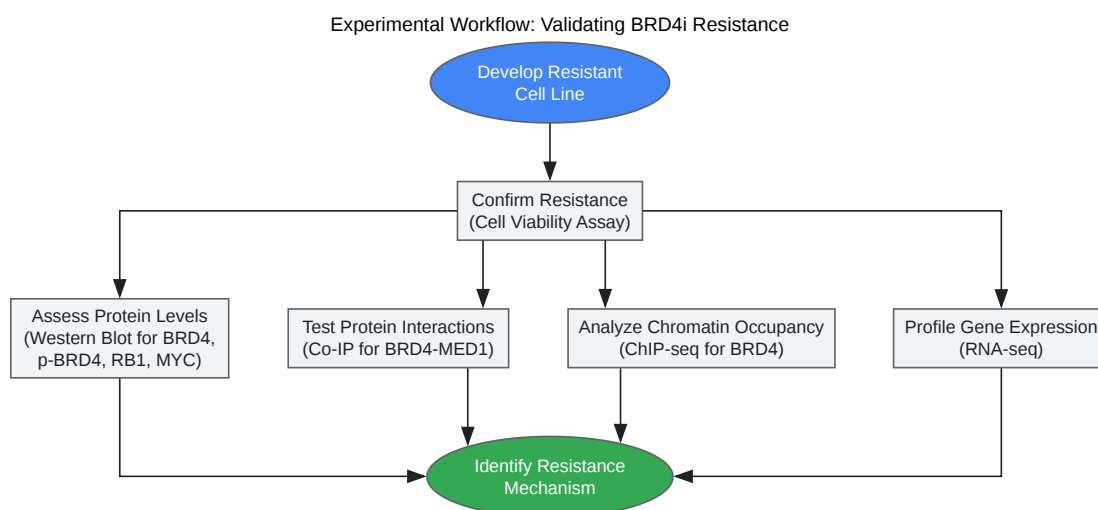 Experimental Workflow: Validating BRD4i Resistance
Develop Resistant
Cell Line
Confirm Resistance
(Cell Viability Assay)
Assess Protein Levels
(Western Blot for BRD4,
p-BRD4, RB1, MYC)
Test Protein Interactions
(Co-IP for BRD4-MED1)
Analyze Chromatin Occupancy
(ChIP-seq for BRD4)
Profile Gene Expression
(RNA-seq)
Identify Resistance
Mechanism